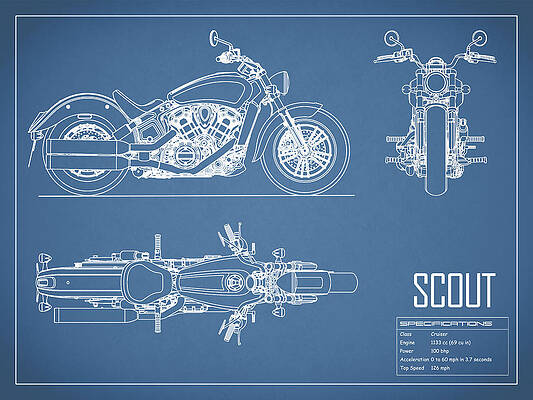 SCOUT
SPECIFICATIONS
Class Cruiser
Engine 1133 cc (69 cu in)
Power 100 bhp
Acceleration 0 to 60 mph in 3.7 seconds
Top Speed 126 mph